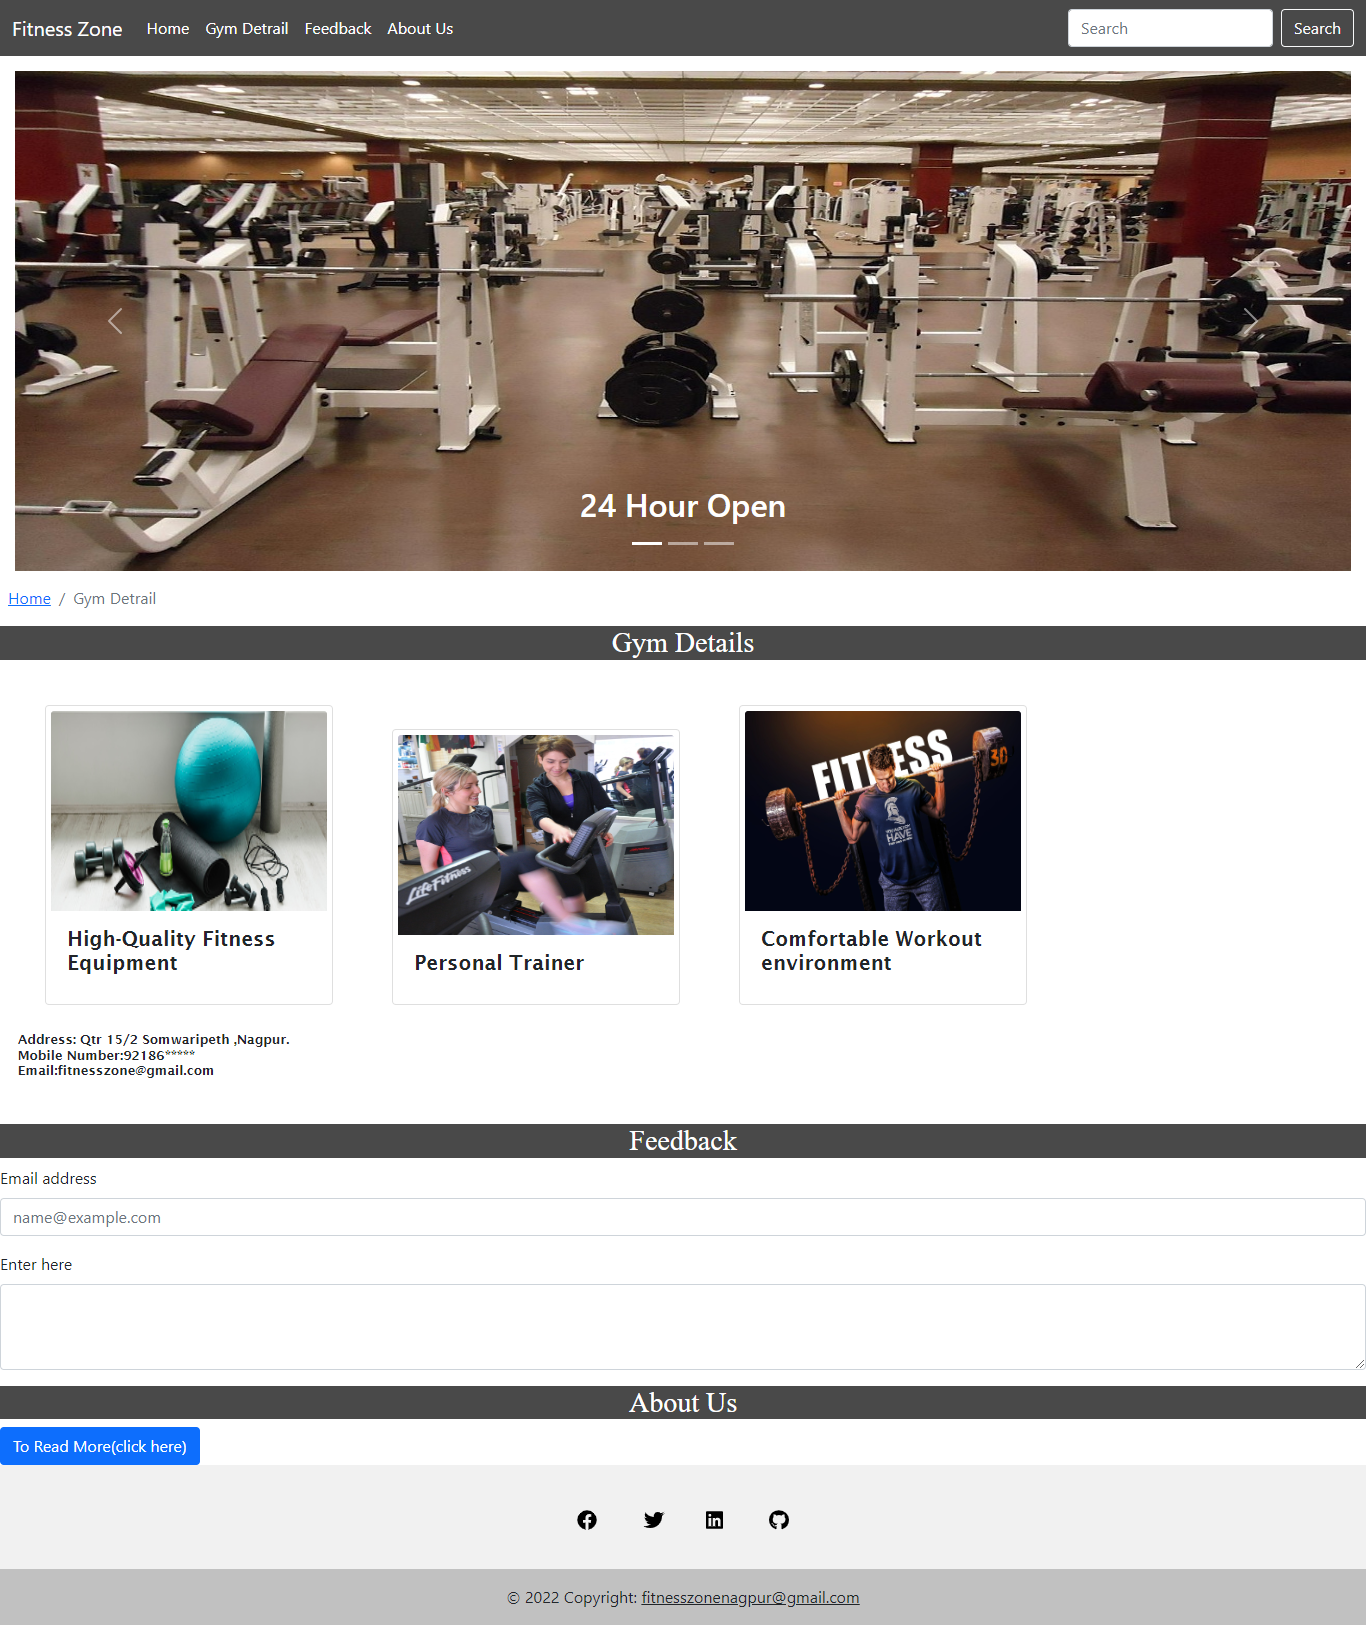 Fitness Zone Home Gym Detrail Feedback About Us Search Search
24 Hour Open
Home / Gym Detrail
Gym Details
LifeFitness
FITNESS
30
HAVE
High-Quality Fitness
Equipment
Personal Trainer
Comfortable Workout
environment
Address: Qtr 15/2 Somwaripeth ,Nagpur.
Mobile Number:92186*****
Email:fitnesszone@gmail.com
Feedback
Email address
name@example.com
Enter here
About Us
To Read More(click here)
© 2022 Copyright: fitnesszonenagpur@gmail.com